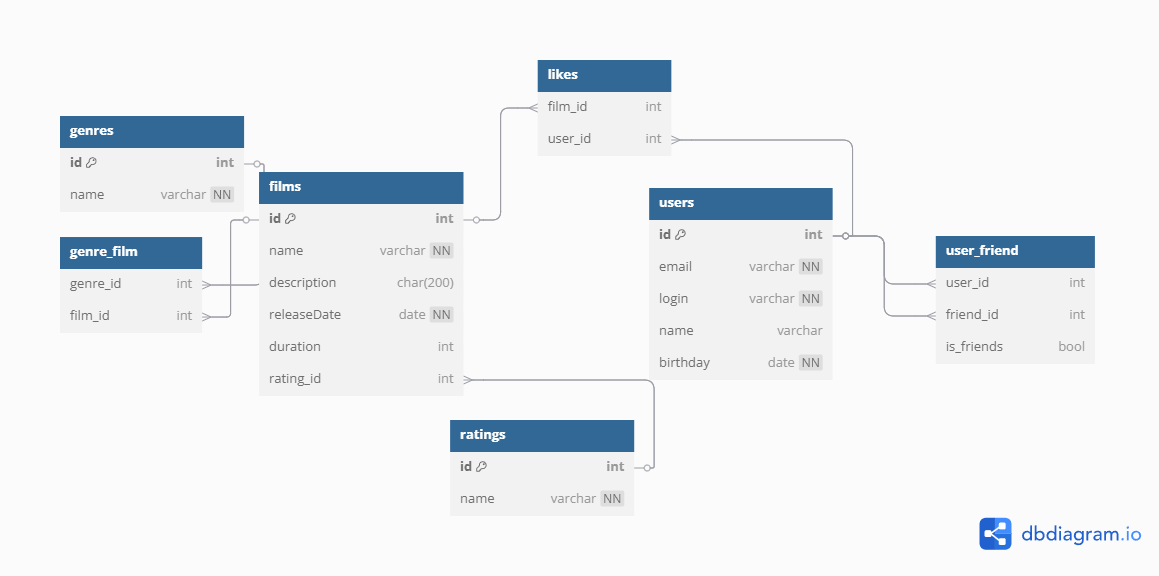 likes
film_id int
user_id int
genres
id int
name varchar NN
films
id int
name varchar NN
description char(200)
releaseDate date NN
duration int
rating_id int
genre_film
genre_id int
film_id int
users
id int
email varchar NN
login varchar NN
name varchar
birthday date NN
user_friend
user_id int
friend_id int
is_friends bool
ratings
id int
name varchar NN
dbdiagram.io